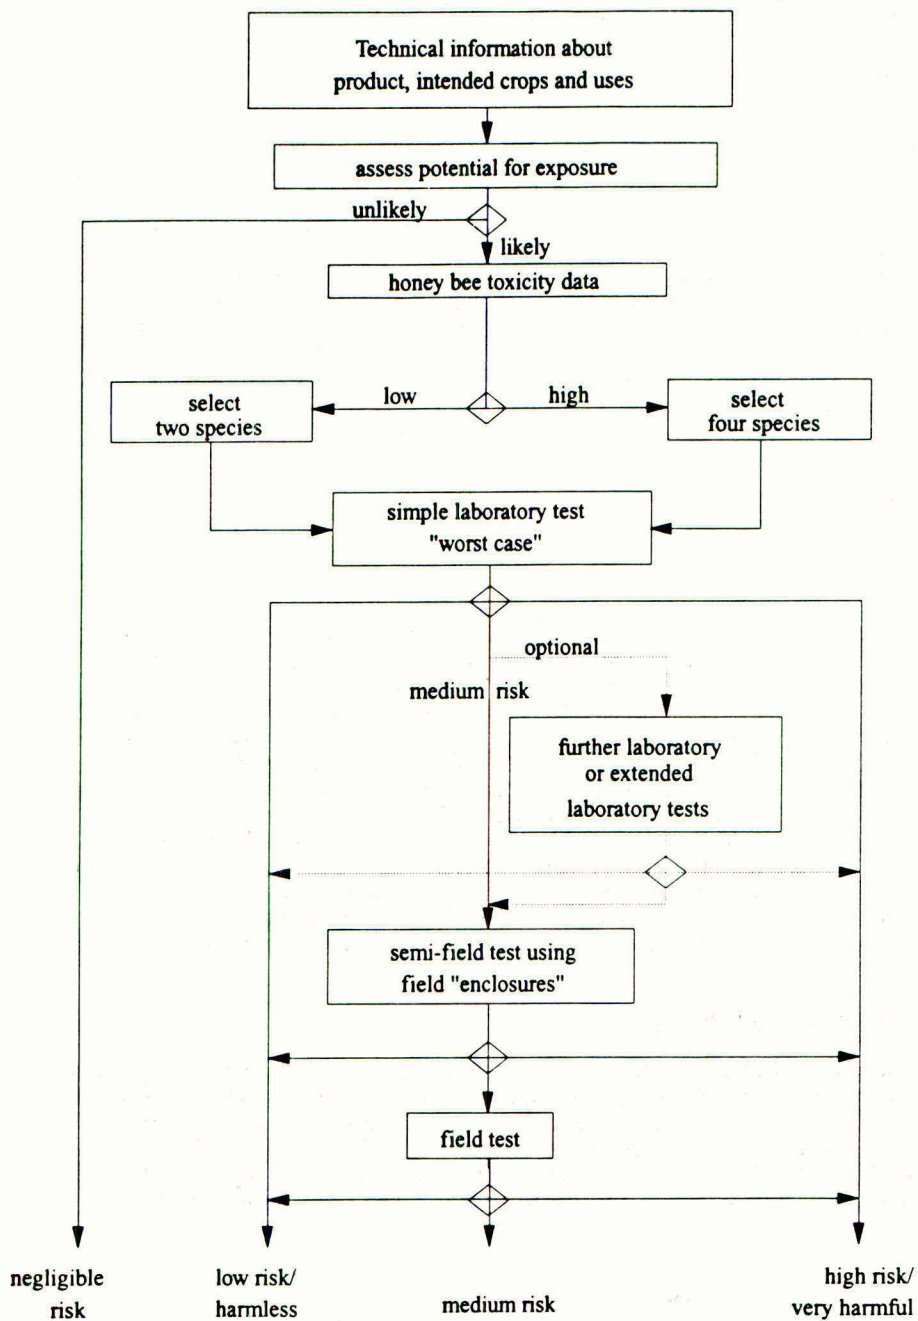 Technical information about
product, intended crops and uses
assess potential for exposure
unlikely
likely
honey bee toxicity data
low
high
select
two species
select
four species
simple laboratory test
"worst case"
optional
medium risk
further laboratory
or extended
laboratory tests
semi-field test using
field "enclosures"
field test
negligible
risk
low risk/
harmless
medium risk
high risk/
very harmful